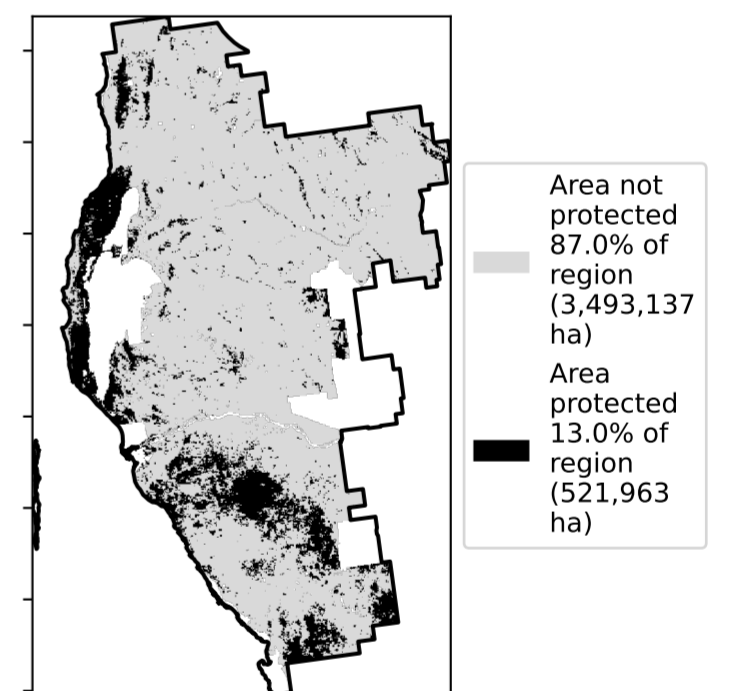 Area not
protected
87.0% of
region
(3,493,137
ha)
Area
protected
13.0% of
region
(521,963
ha)